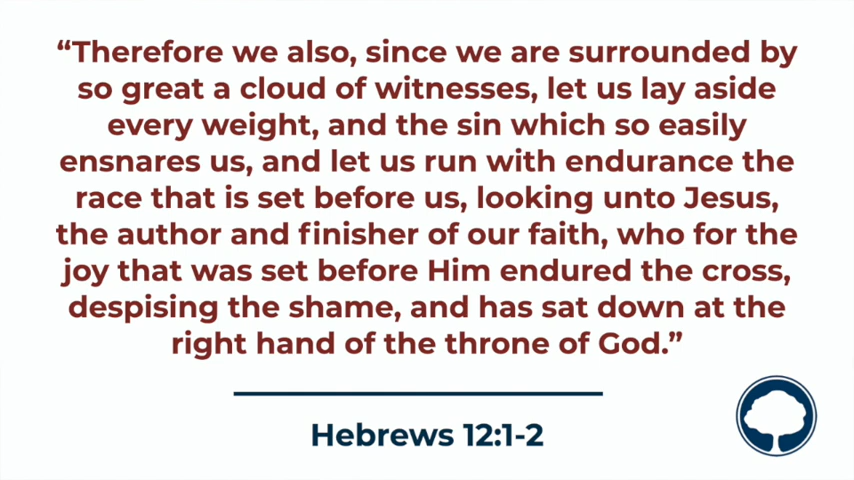 “Therefore we also, since we are surrounded by
so great a cloud of witnesses, let us lay aside
every weight, and the sin which so easily
ensnares us, and let us run with endurance the
race that is set before us, looking unto Jesus,
the author and finisher of our faith, who for the
joy that was set before Him endured the cross,
despising the shame, and has sat down at the
right hand of the throne of God.”
Hebrews 12:1-2